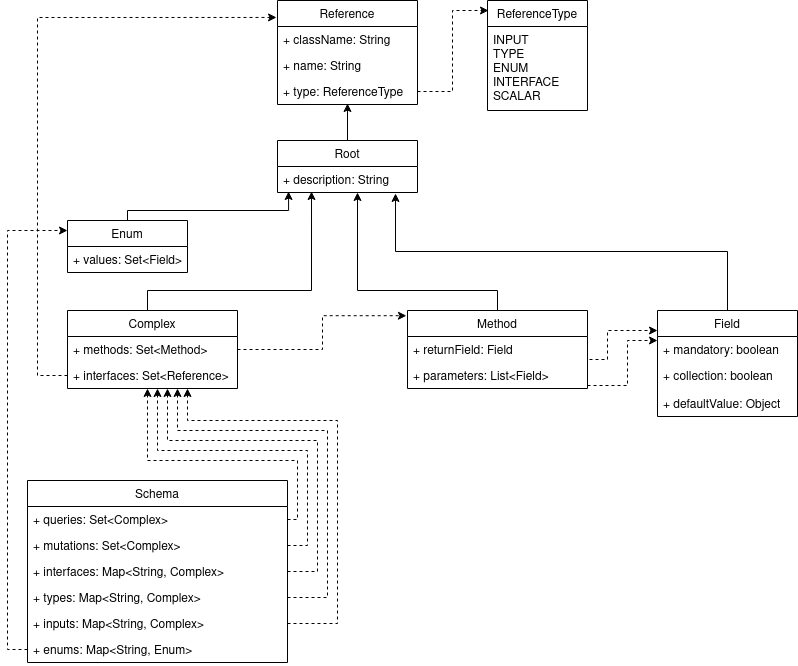 Reference
+ className: String
+ name: String
+ type: ReferenceType
ReferenceType
INPUT
TYPE
ENUM
INTERFACE
SCALAR
Root
+ description: String
Enum
+ values: Set<Field>
Complex
+ methods: Set<Method>
+ interfaces: Set<Reference>
Method
+ returnField: Field
+ parameters: List<Field>
Field
+ mandatory: boolean
+ collection: boolean
+ defaultValue: Object
Schema
+ queries: Set<Complex>
+ mutations: Set<Complex>
+ interfaces: Map<String, Complex>
+ types: Map<String, Complex>
+ inputs: Map<String, Complex>
+ enums: Map<String, Enum>